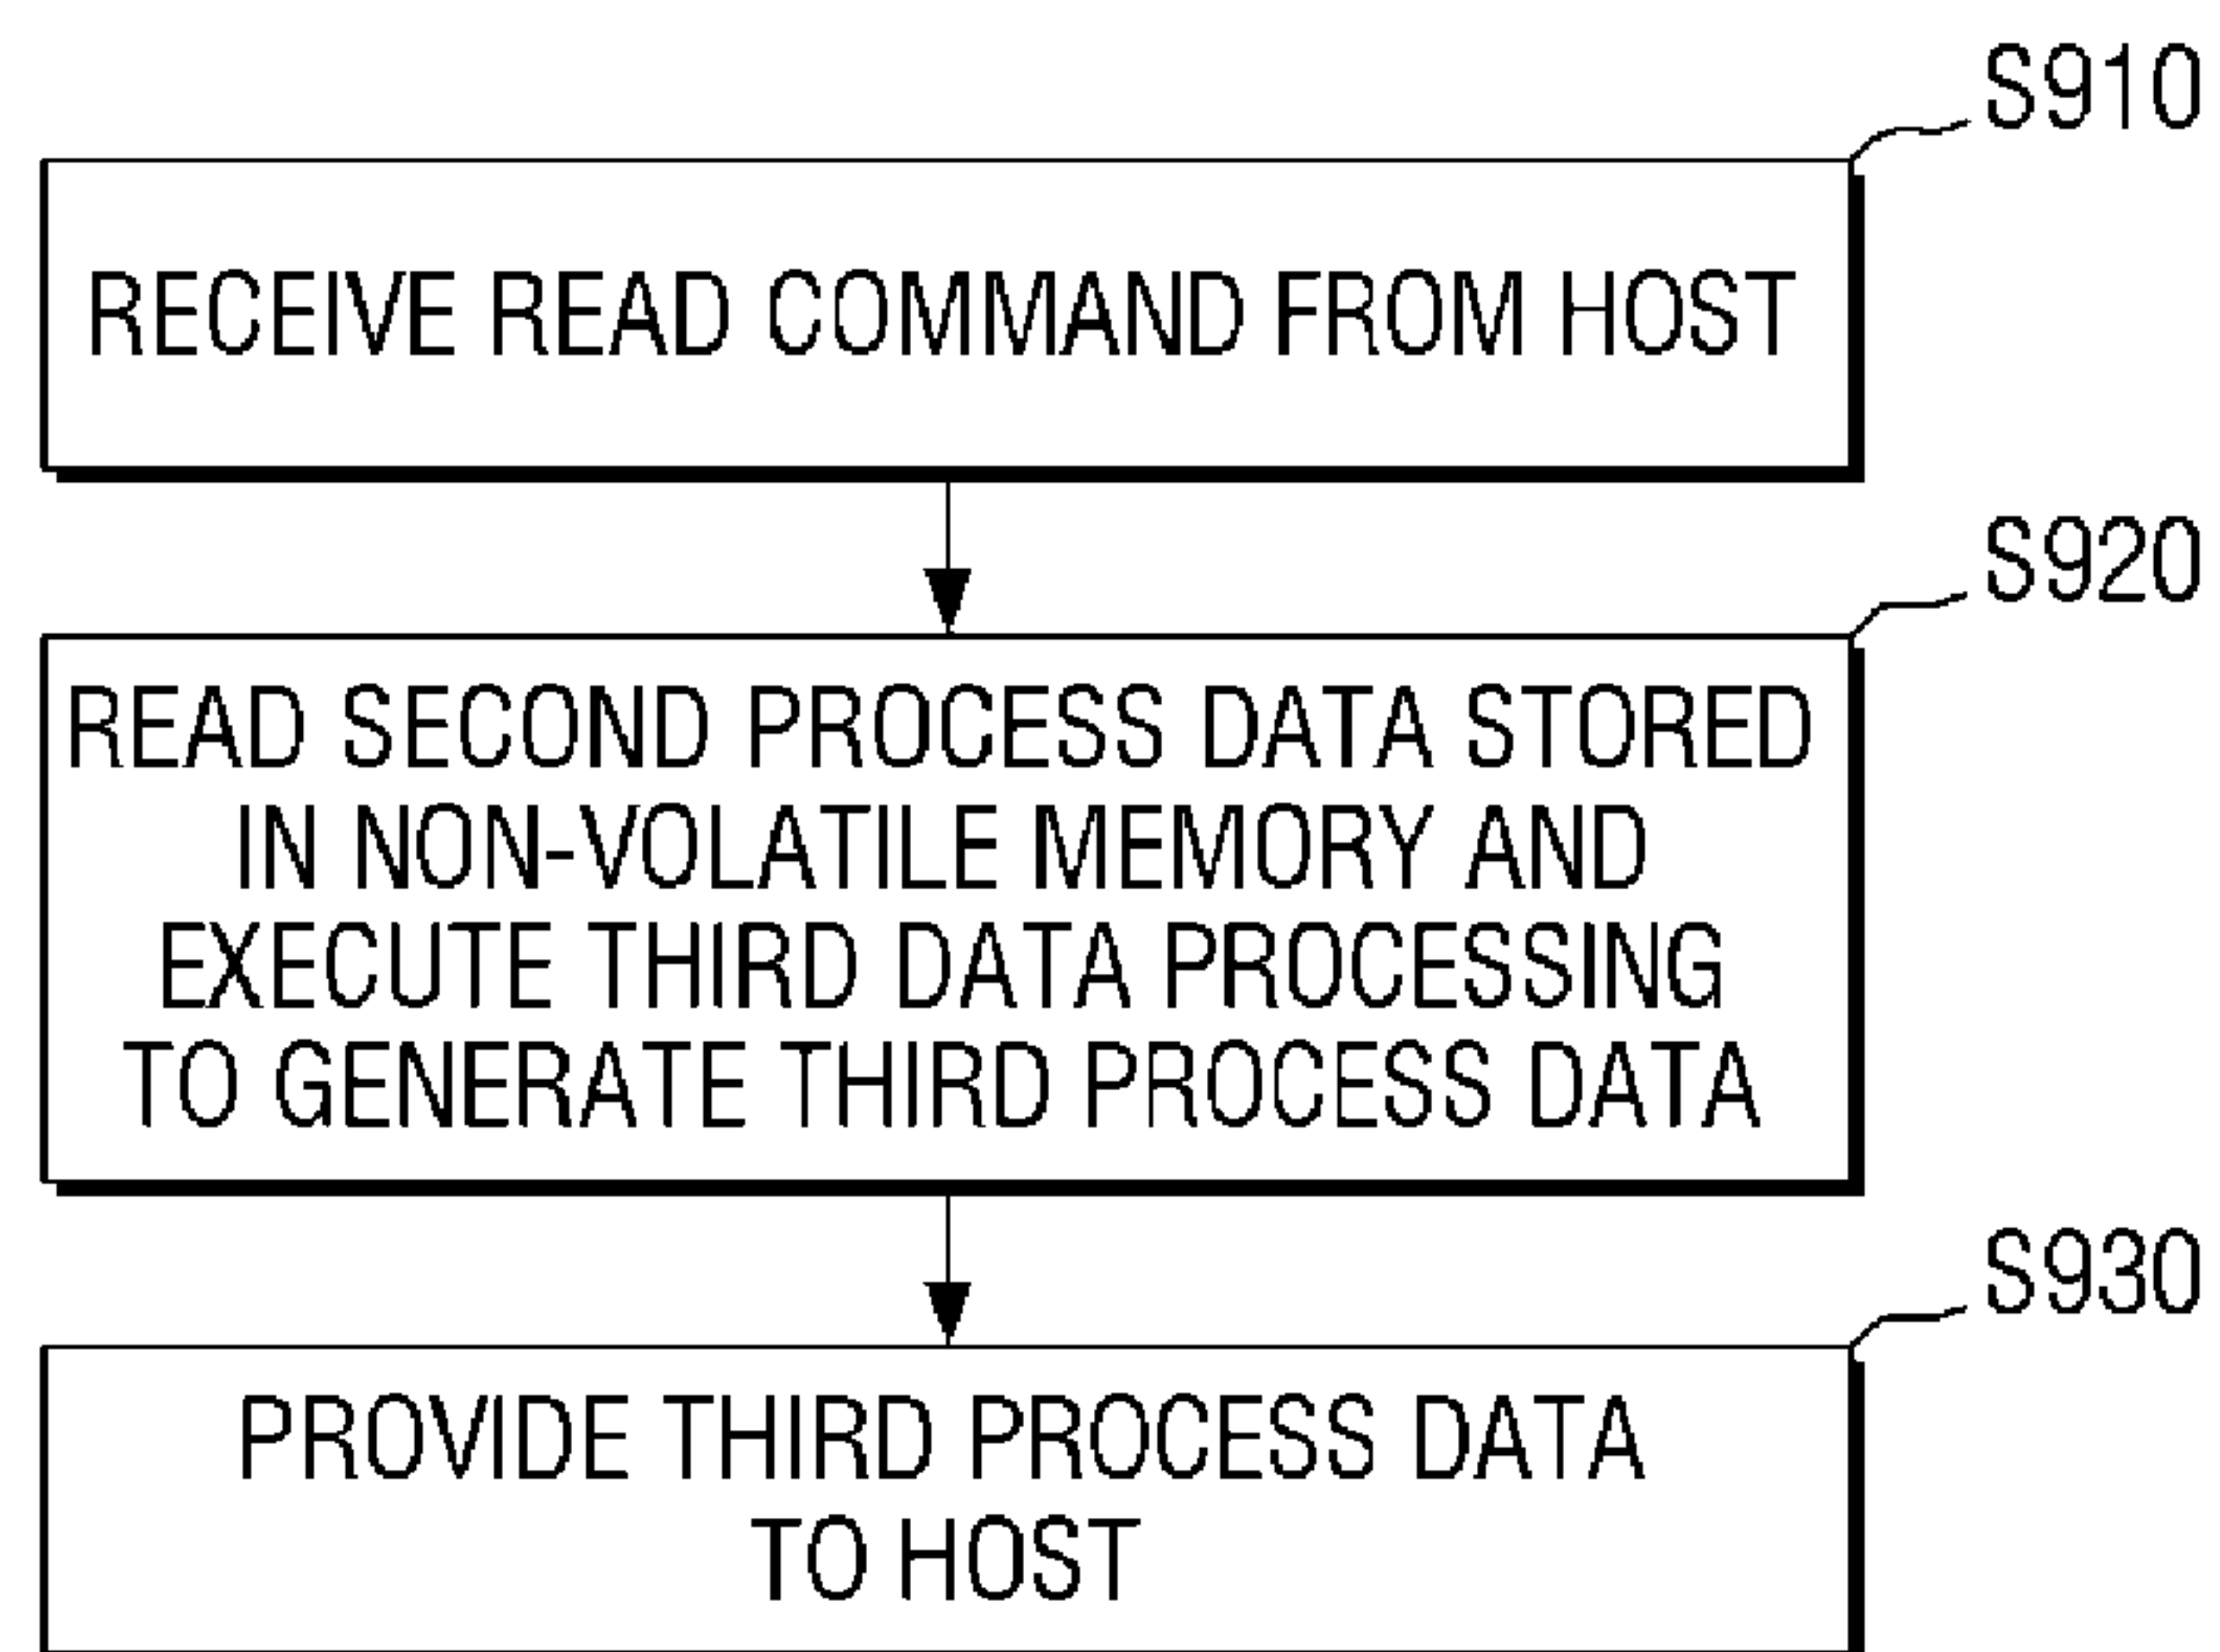 S910
RECEIVE READ COMMAND FROM HOST
S920
READ SECOND PROCESS DATA STORED
IN NON-VOLATILE MEMORY AND
EXECUTE THIRD DATA PROCESSING
TO GENERATE THIRD PROCESS DATA
S930
PROVIDE THIRD PROCESS DATA
TO HOST